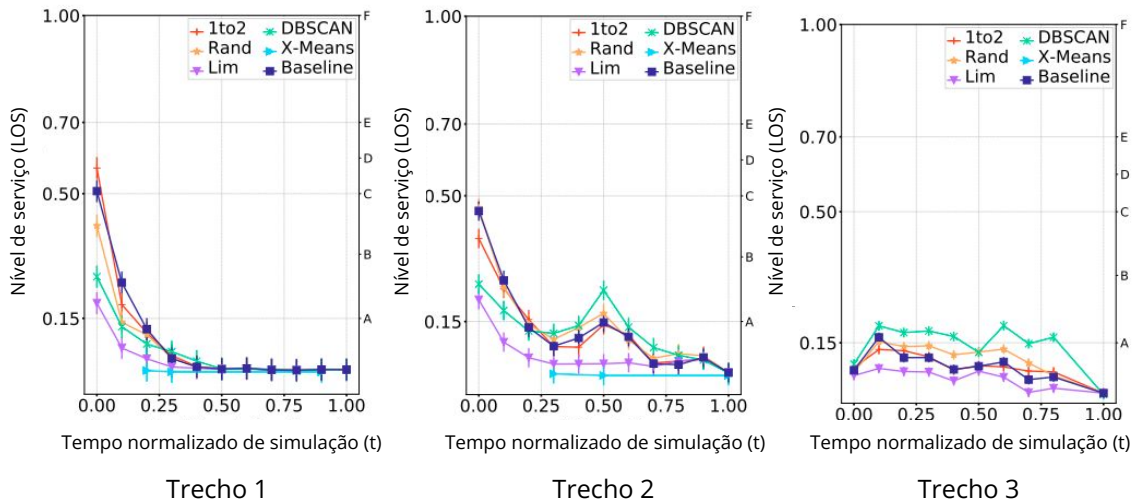 1.00
0.70
0.50
0.15
Nível de serviço (LOS)
1to2
Rand
Lim
DBSCAN
X-Means
Baseline
F
E
D
C
B
A
0.00 0.25 0.50 0.75 1.00
Tempo normalizado de simulação (t)
Trecho 1
1.00
0.70
0.50
0.15
Nível de serviço (LOS)
1to2
Rand
Lim
DBSCAN
X-Means
Baseline
F
E
D
C
B
A
0.00 0.25 0.50 0.75 1.00
Tempo normalizado de simulação (t)
Trecho 2
1.00
0.70
0.50
0.15
Nível de serviço (LOS)
1to2
Rand
Lim
DBSCAN
X-Means
Baseline
F
E
D
C
B
A
0.00 0.25 0.50 0.75 1.00
Tempo normalizado de simulação (t)
Trecho 3